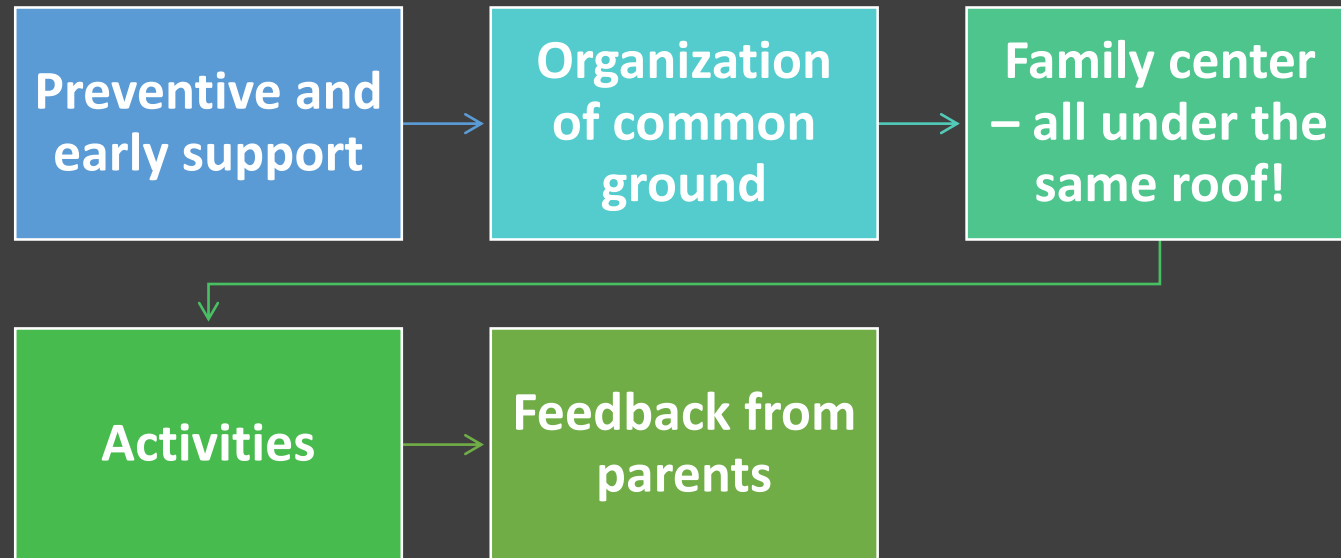 Preventive and
early support
Organization
of common
ground
Family center
– all under the
same roof!
Activities
Feedback from
parents